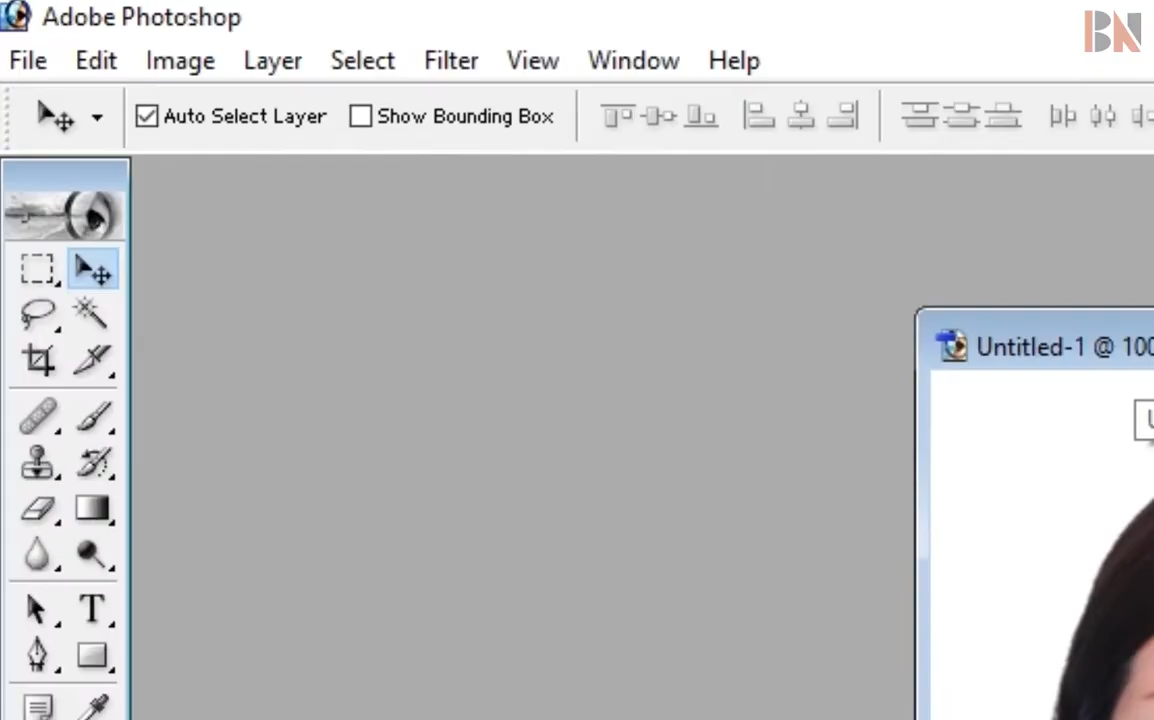 Adobe Photoshop
BN
File Edit Image Layer Select Filter View Window Help
Auto Select Layer Show Bounding Box
Untitled-1 @ 100
T
U